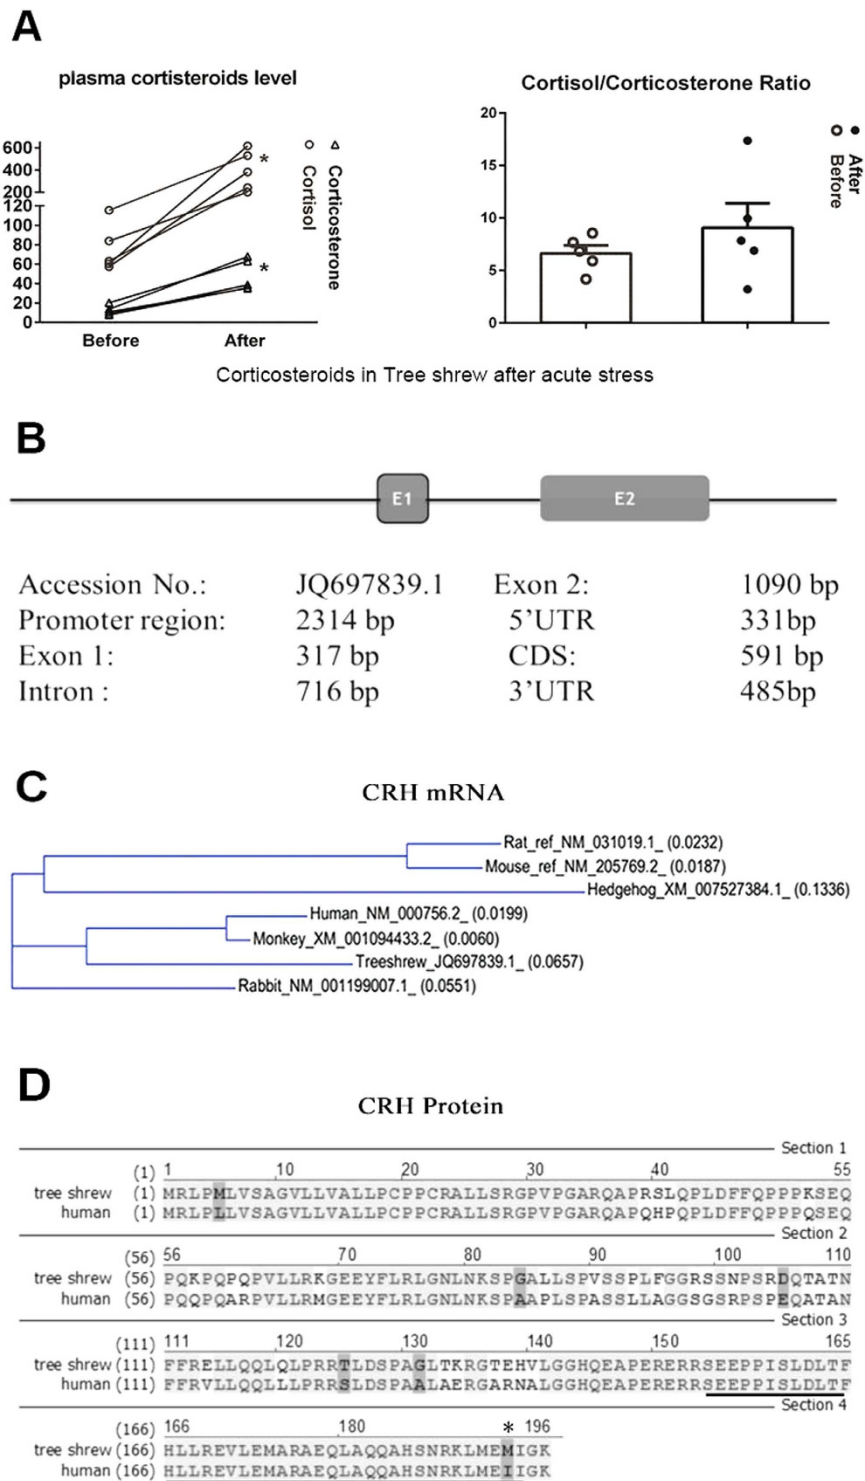 A
plasma cortisteroids level
600
400
200
120
100
80
60
40
20
0
*
*
Before
After
Corticosterone
Cortisol
Cortisol/Corticosterone Ratio
20
15
10
5
0
After
Before
Corticosteroids in Tree shrew after acute stress
B
E1
E2
Accession No.: JQ697839.1 Exon 2: 1090 bp
Promoter region: 2314 bp 5'UTR 331bp
Exon 1: 317 bp CDS: 591 bp
Intron : 716 bp 3'UTR 485bp
C
CRH mRNA
Rat_ref_NM_031019.1_ (0.0232)
Mouse_ref_NM_205769.2_ (0.0187)
Hedgehog_XM_007527384.1_ (0.1336)
Human_NM_000756.2_ (0.0199)
Monkey_XM_001094433.2_ (0.0060)
Treeshrew_JQ697839.1_ (0.0657)
Rabbit_NM_001199007.1_ (0.0551)
D
CRH Protein
Section 1
(1) 1 10 20 30 40 55
tree shrew (1) MRLPMLVSAGVLLVALLPCPPCRALLSRGPVPGARQAPRSLQPLDFFQPPPKSEQ
human (1) MRLPLLVSAGVLLVALLPCPPCRALLSRGPVPGARQAPQHPQPLDFFQPPPQSEQ
Section 2
(56) 56 70 80 90 100 110
tree shrew (56) PQKPQPQPVLLRKGEEYFLRLGNLNKSPGALLSPVSSPLFGGRSSNPSRDQTATN
human (56) PQQPQARPVLLRMGEEYFLRLGNLNKSPAAPLSPASSLLAGGSGSRPSPEQATAN
Section 3
(111) 111 120 130 140 150 165
tree shrew (111) FFRELLQQLQLPRRTLDSPAGLTKRGTEHVLGGHQEAPERERRSEEPPISLDLTF
human (111) FFRVLLQQLLLPRRSLDSPAALAERGARNALGGHQEAPERERRSEEPPISLDLTF
Section 4
(166) 166 180 * 196
tree shrew (166) HLLREVLEMARAEQLAQQAHSNRKLMEMIGK
human (166) HLLREVLEMARAEQLAQQAHSNRKLMEIIGK